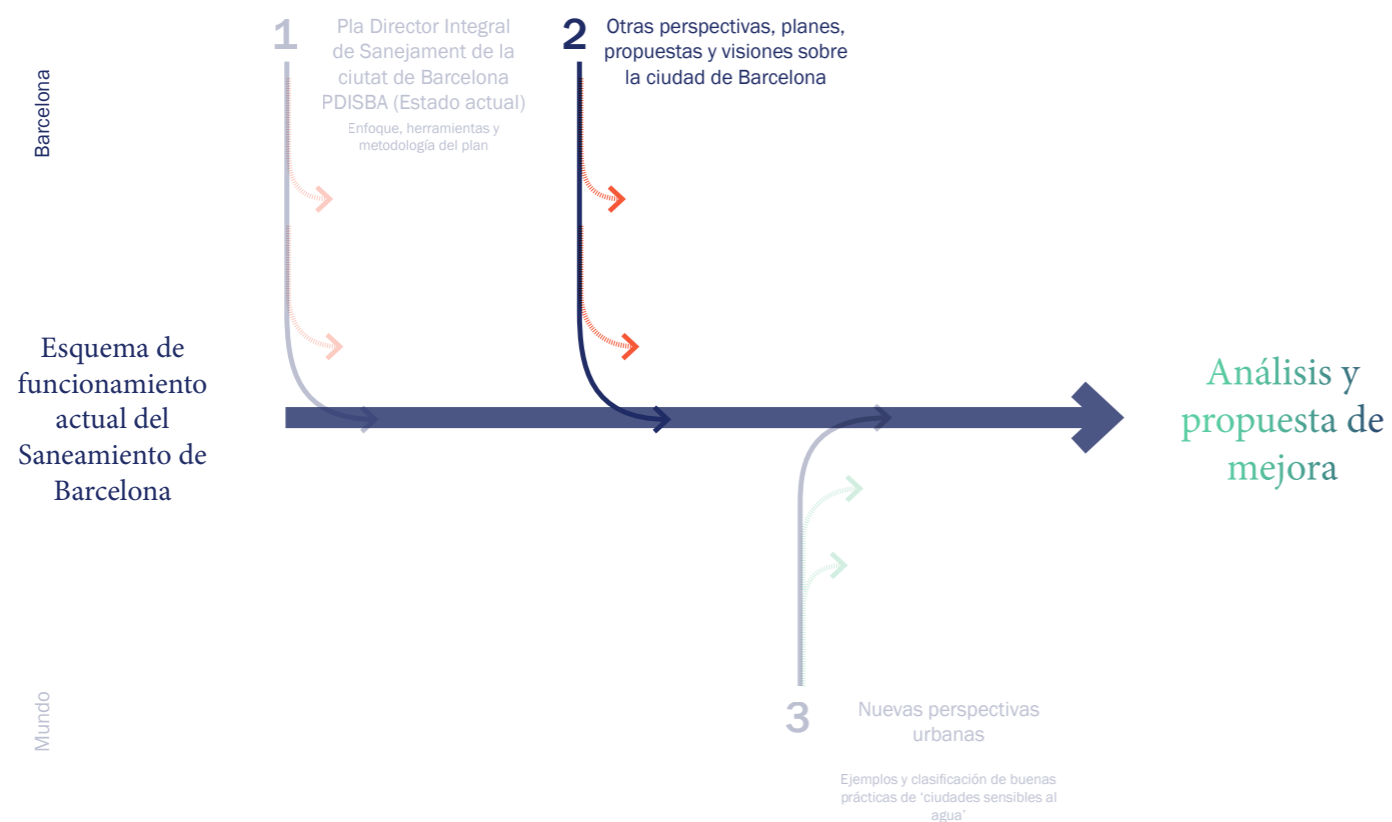 Barcelona
1
Pla Director Integral
de Sanejament de la
ciutat de Barcelona
PDISBA (Estado actual)
Enfoque, herramientas y
metodología del plan
2
Otras perspectivas, planes,
propuestas y visiones sobre
la ciudad de Barcelona
Esquema de
funcionamiento
actual del
Saneamiento de
Barcelona
Análisis y
propuesta de
mejora
Mundo
3
Nuevas perspectivas
urbanas
Ejemplos y clasificación de buenas
prácticas de ‘ciudades sensibles al
agua’